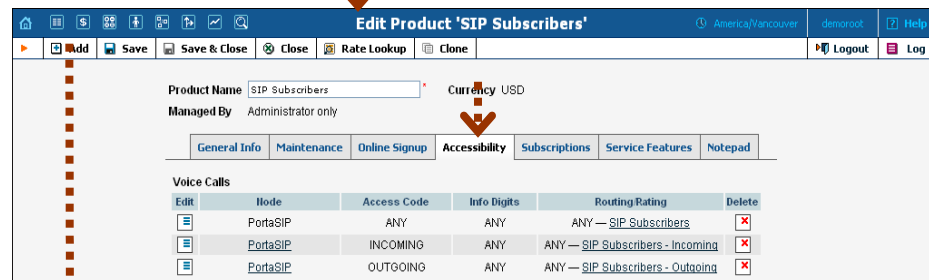 Edit Product 'SIP Subscribers' America/Vancouver demoroot ? Help
Add Save Save & Close Close Rate Lookup Clone Logout Log
Product Name SIP Subscribers * Currency USD
Managed By Administrator only
General Info Maintenance Online Signup Accessibility Subscriptions Service Features Notepad
Voice Calls
Edit Node Access Code Info Digits Routing/Rating Delete
PortaSIP ANY ANY ANY — SIP Subscribers
PortaSIP INCOMING ANY ANY — SIP Subscribers - Incoming
PortaSIP OUTGOING ANY ANY — SIP Subscribers - Outgoing